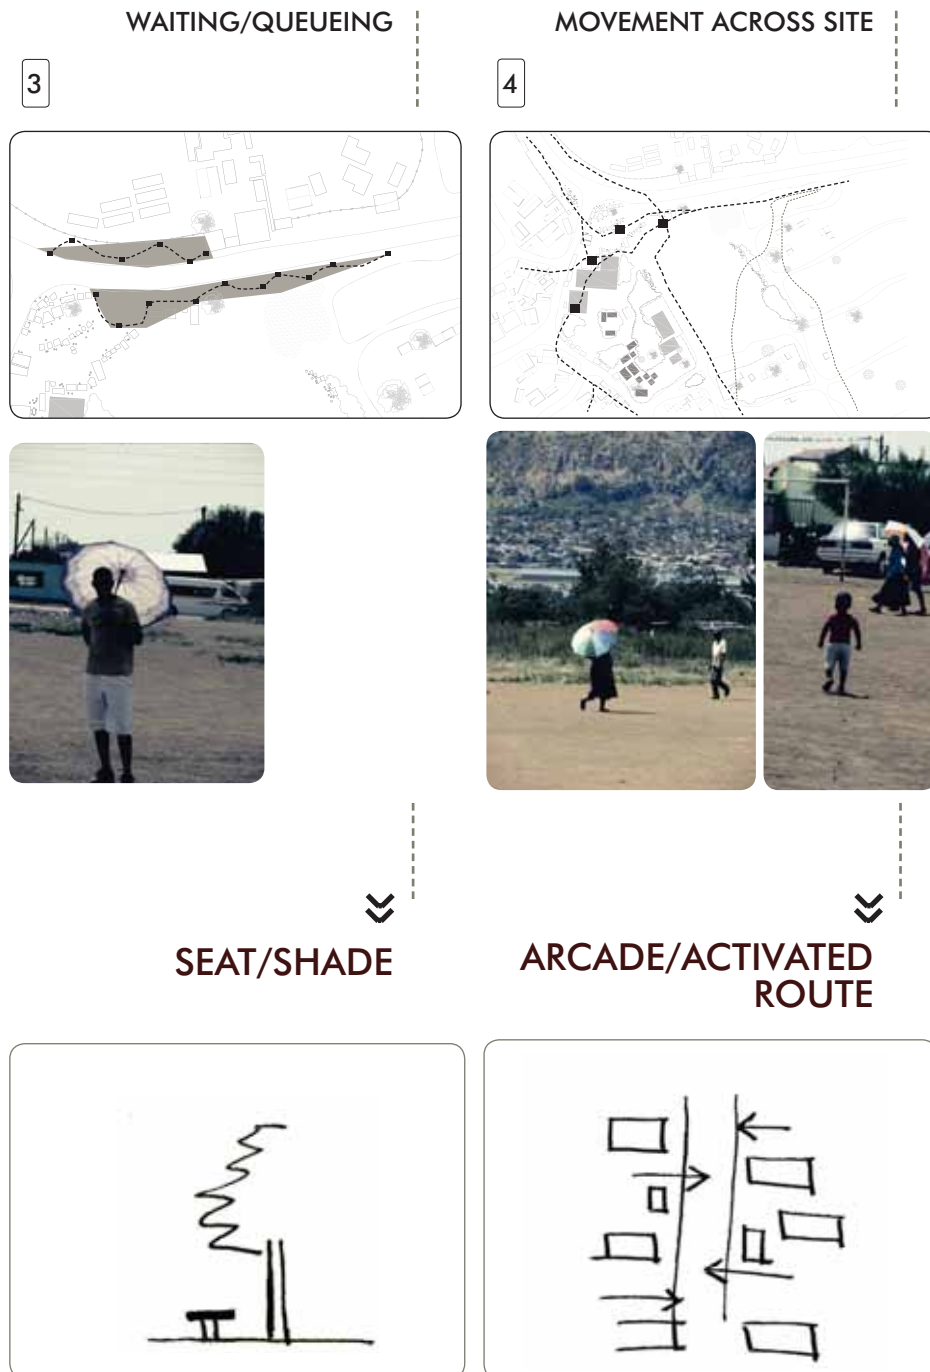 WAITING/QUEUEING
3
MOVEMENT ACROSS SITE
4
SEAT/SHADE
ARCADE/ACTIVATED
ROUTE